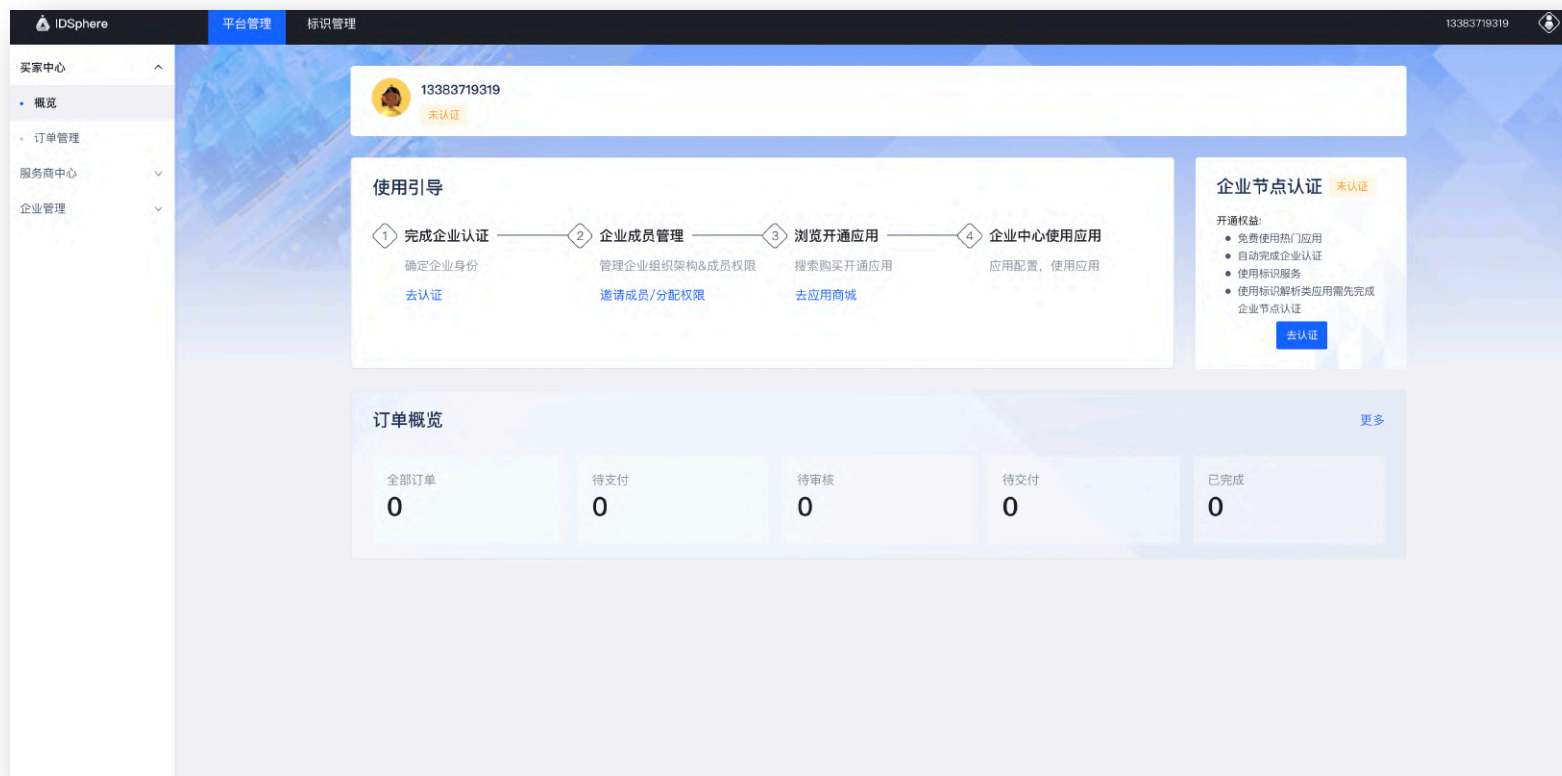 IDSphere
平台管理
标识管理
13383719319
买家中心
概览
订单管理
服务商中心
企业管理
13383719319
未认证
使用引导
1 完成企业认证
确定企业身份
去认证
2 企业成员管理
管理企业组织架构&成员权限
邀请成员/分配权限
3 浏览开通应用
搜索购买开通应用
去应用商城
4 企业中心使用应用
应用配置，使用应用
企业节点认证 未认证
开通权益:
免费使用热门应用
自动完成企业认证
使用标识服务
使用标识解析类应用需先完成
企业节点认证
去认证
订单概览
更多
全部订单
0
待支付
0
待审核
0
待交付
0
已完成
0